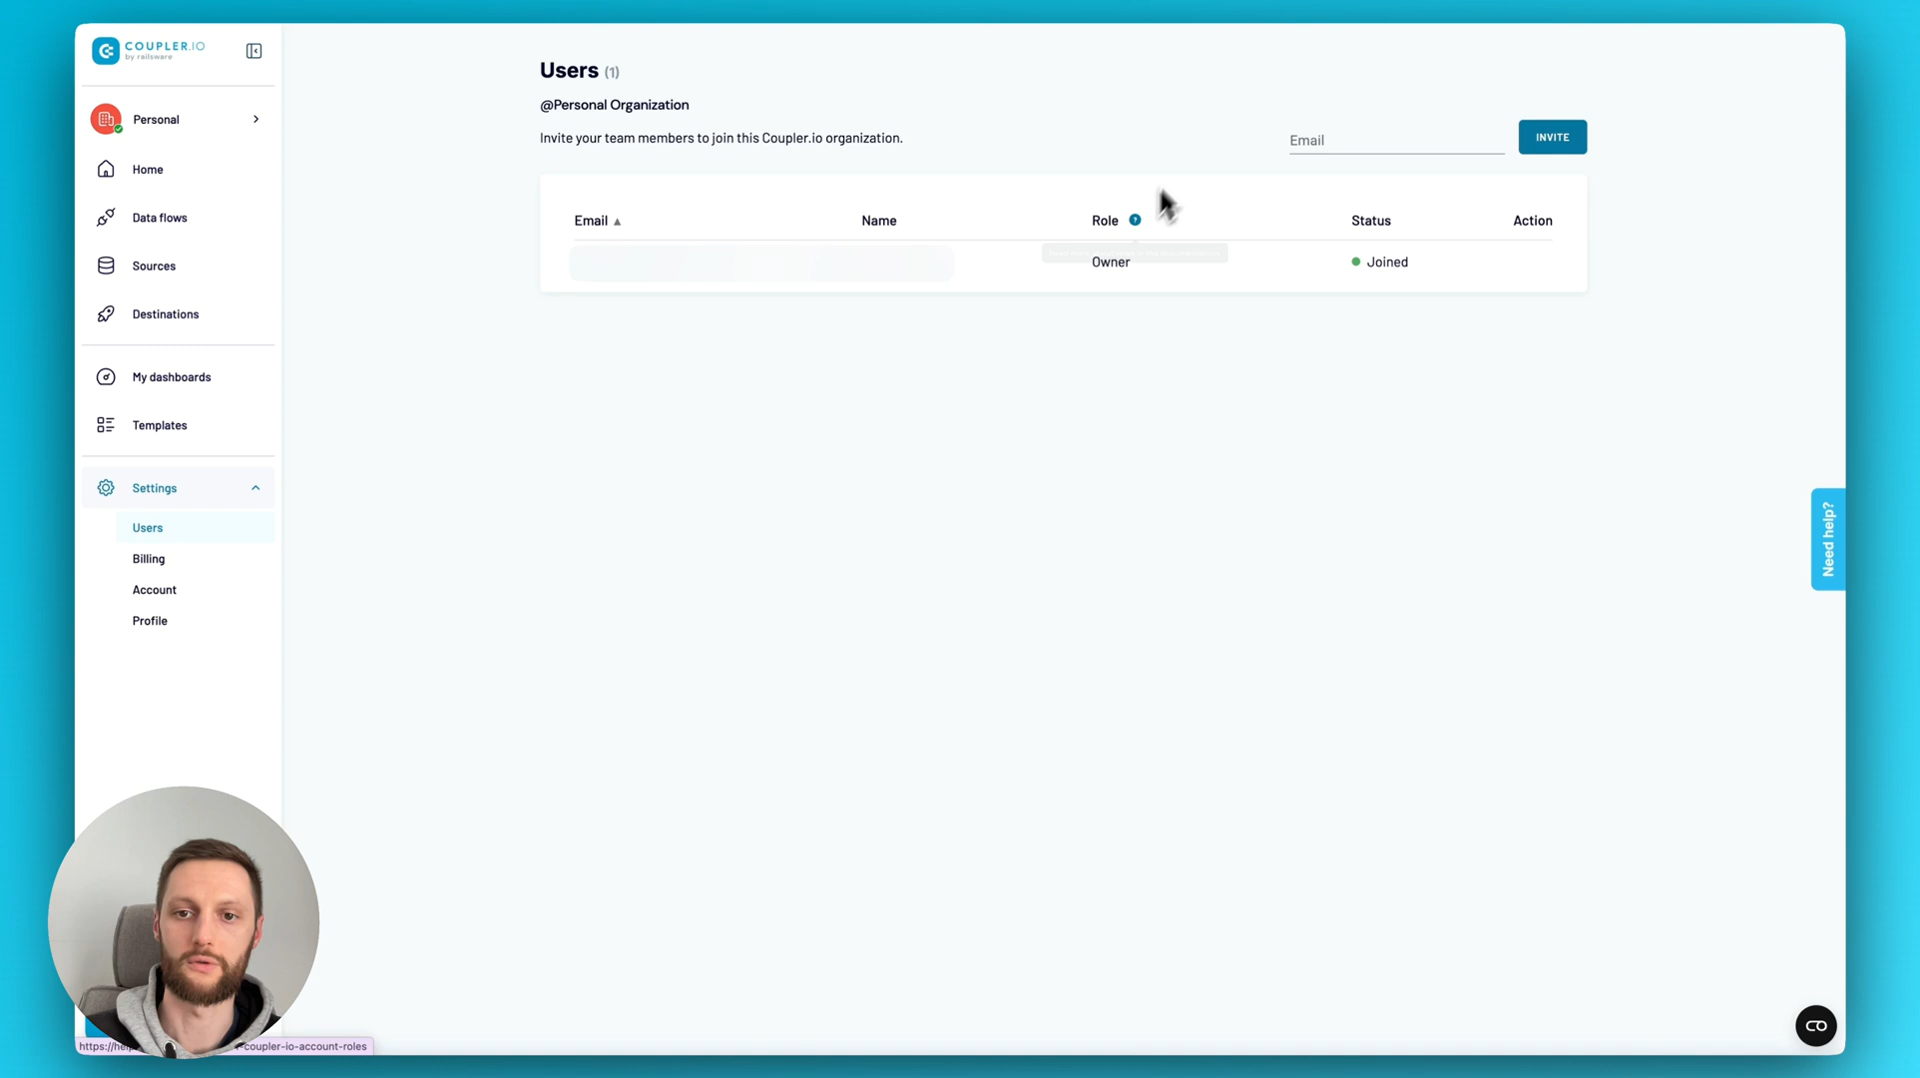 COUPLER.IO
by railsware
Personal
Home
Data flows
Sources
Destinations
My dashboards
Templates
Settings
Users
Billing
Account
Profile
Users (1)
@Personal Organization
Invite your team members to join this Coupler.io organization.
Email
INVITE
Email ▲ Name Role ? Status Action
Owner Joined
Need help?
https://help -coupler-io-account-roles